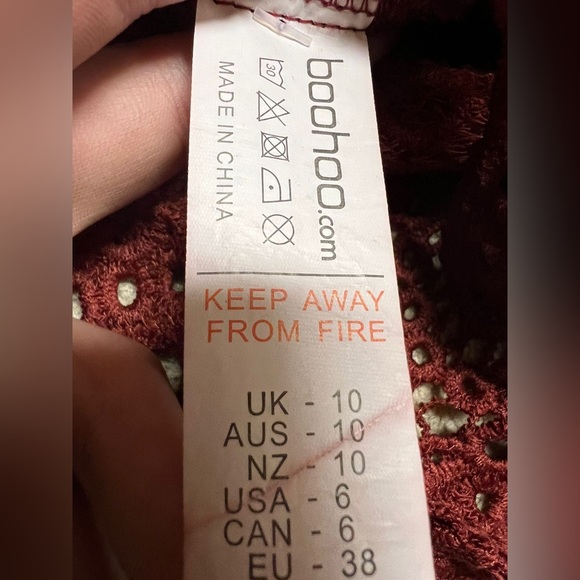 boohoo.com
30
MADE IN CHINA
KEEP AWAY
FROM FIRE
UK - 10
AUS - 10
NZ - 10
USA - 6
CAN - 6
EU - 38